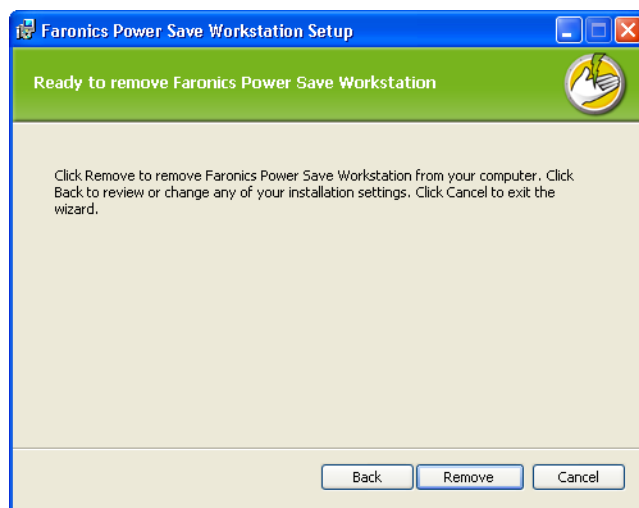 Faronics Power Save Workstation Setup
Ready to remove Faronics Power Save Workstation
Click Remove to remove Faronics Power Save Workstation from your computer. Click
Back to review or change any of your installation settings. Click Cancel to exit the
wizard.
Back Remove Cancel